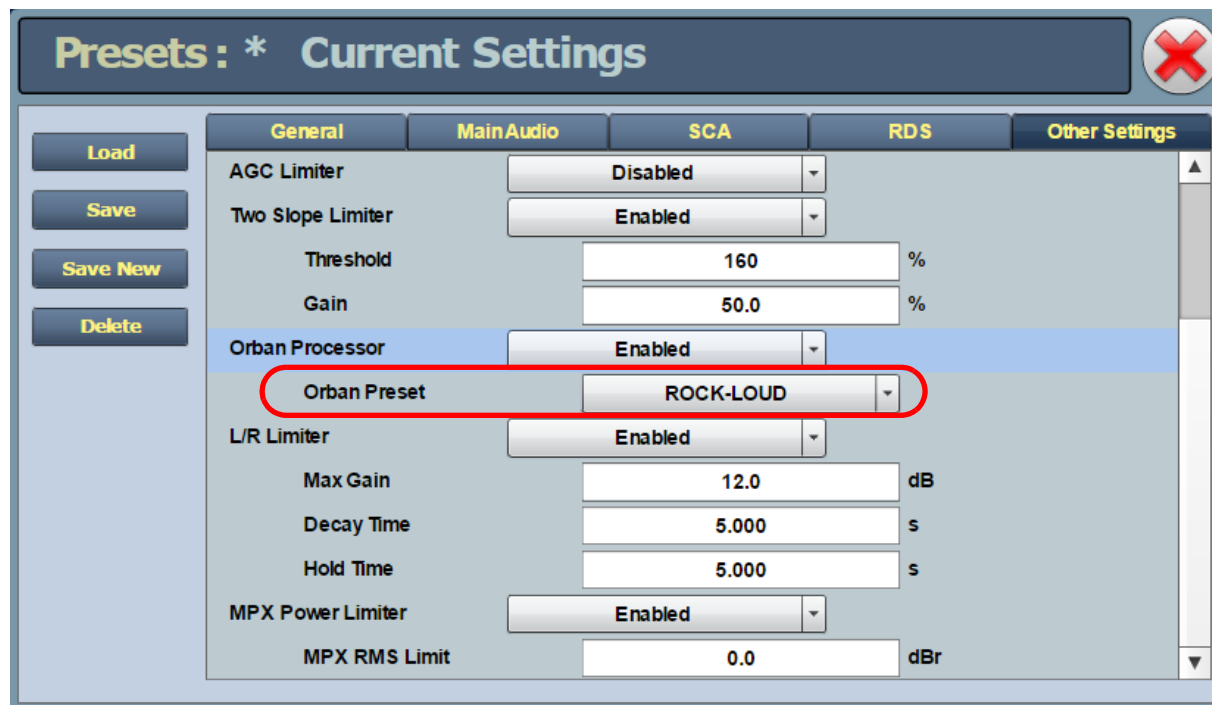 Presets: * Current Settings
Load
Save
Save New
Delete
General Main Audio SCA RDS Other Settings
AGC Limiter Disabled
Two Slope Limiter Enabled
Threshold 160 %
Gain 50.0 %
Orban Processor Enabled
Orban Preset ROCK-LOUD
L/R Limiter Enabled
Max Gain 12.0 dB
Decay Time 5.000 s
Hold Time 5.000 s
MPX Power Limiter Enabled
MPX RMS Limit 0.0 dBr